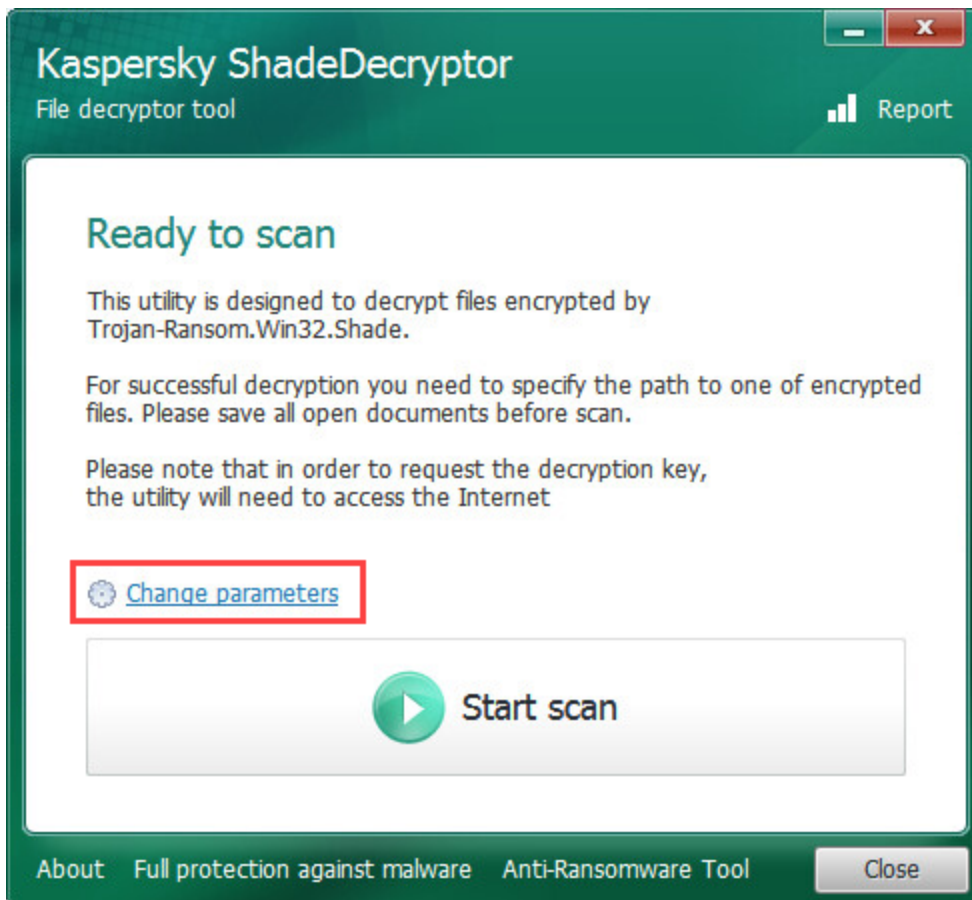 Kaspersky ShadeDecryptor
File decryptor tool
Report
Ready to scan
This utility is designed to decrypt files encrypted by
Trojan-Ransom.Win32.Shade.
For successful decryption you need to specify the path to one of encrypted
files. Please save all open documents before scan.
Please note that in order to request the decryption key,
the utility will need to access the Internet
Change parameters
Start scan
About Full protection against malware Anti-Ransomware Tool Close